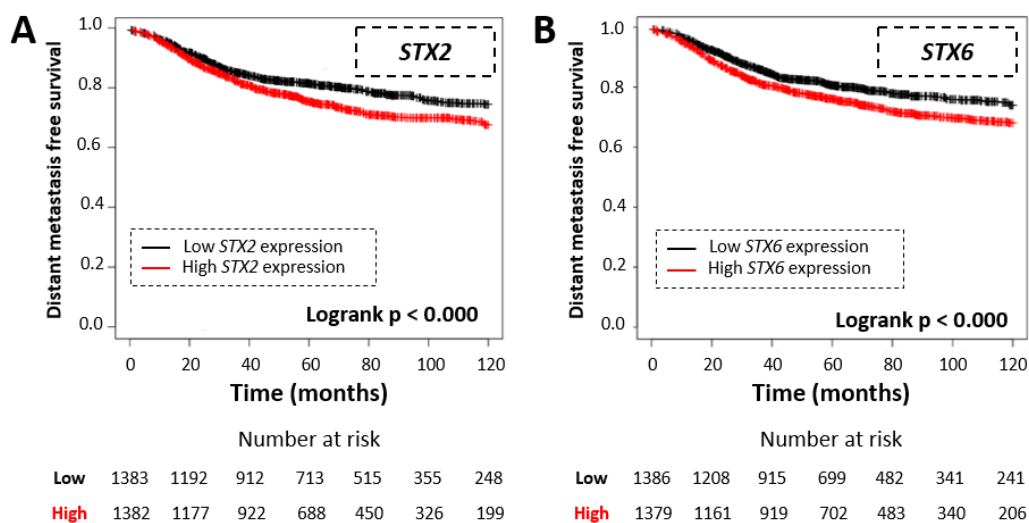 A
STX2
Distant metastasis free survival
1.0
0.8
0.6
0.4
0.2
0.0
Low STX2 expression
High STX2 expression
Logrank p < 0.000
0 20 40 60 80 100 120
Time (months)
Number at risk
Low 1383 1192 912 713 515 355 248
High 1382 1177 922 688 450 326 199
B
STX6
Distant metastasis free survival
1.0
0.8
0.6
0.4
0.2
0.0
Low STX6 expression
High STX6 expression
Logrank p < 0.000
0 20 40 60 80 100 120
Time (months)
Number at risk
Low 1386 1208 915 699 482 341 241
High 1379 1161 919 702 483 340 206